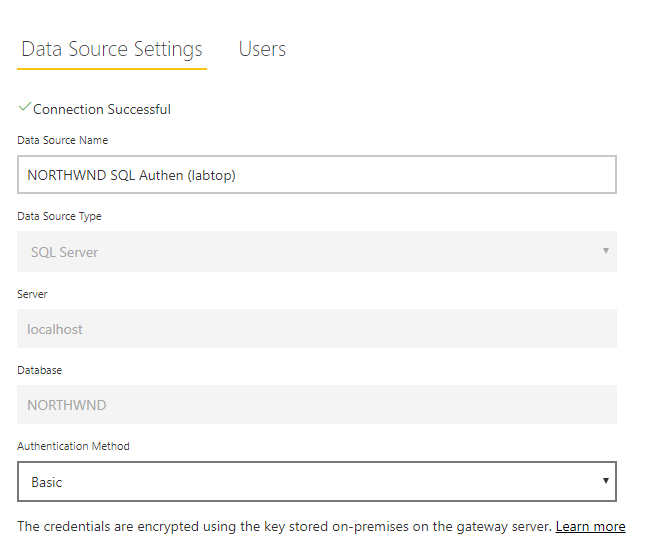 Data Source Settings Users
Connection Successful
Data Source Name
NORTHWND SQL Authen (labtop)
Data Source Type
SQL Server
Server
localhost
Database
NORTHWND
Authentication Method
Basic
The credentials are encrypted using the key stored on-premises on the gateway server. Learn more